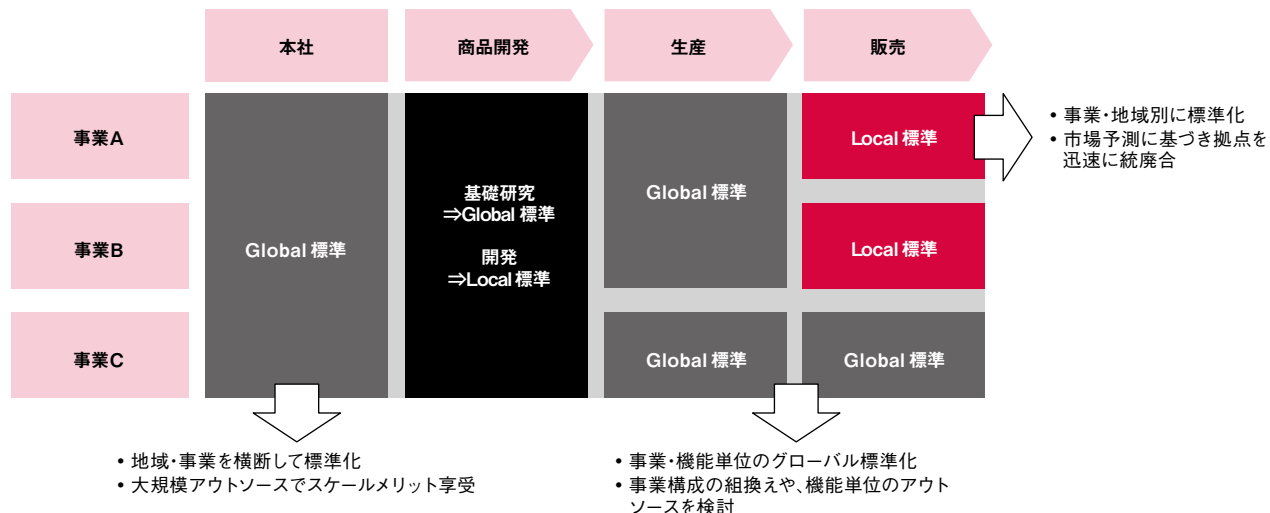 本社
商品開発
生産
販売
事業A
Local 標準
• 事業・地域別に標準化
• 市場予測に基づき拠点を
迅速に統廃合
基礎研究
⇒Global 標準
Global 標準
事業B
Global 標準
開発
⇒Local 標準
Local 標準
事業C
Global 標準
Global 標準
• 地域・事業を横断して標準化
• 大規模アウトソースでスケールメリット享受
• 事業・機能単位のグローバル標準化
• 事業構成の組換えや、機能単位のアウト
ソースを検討